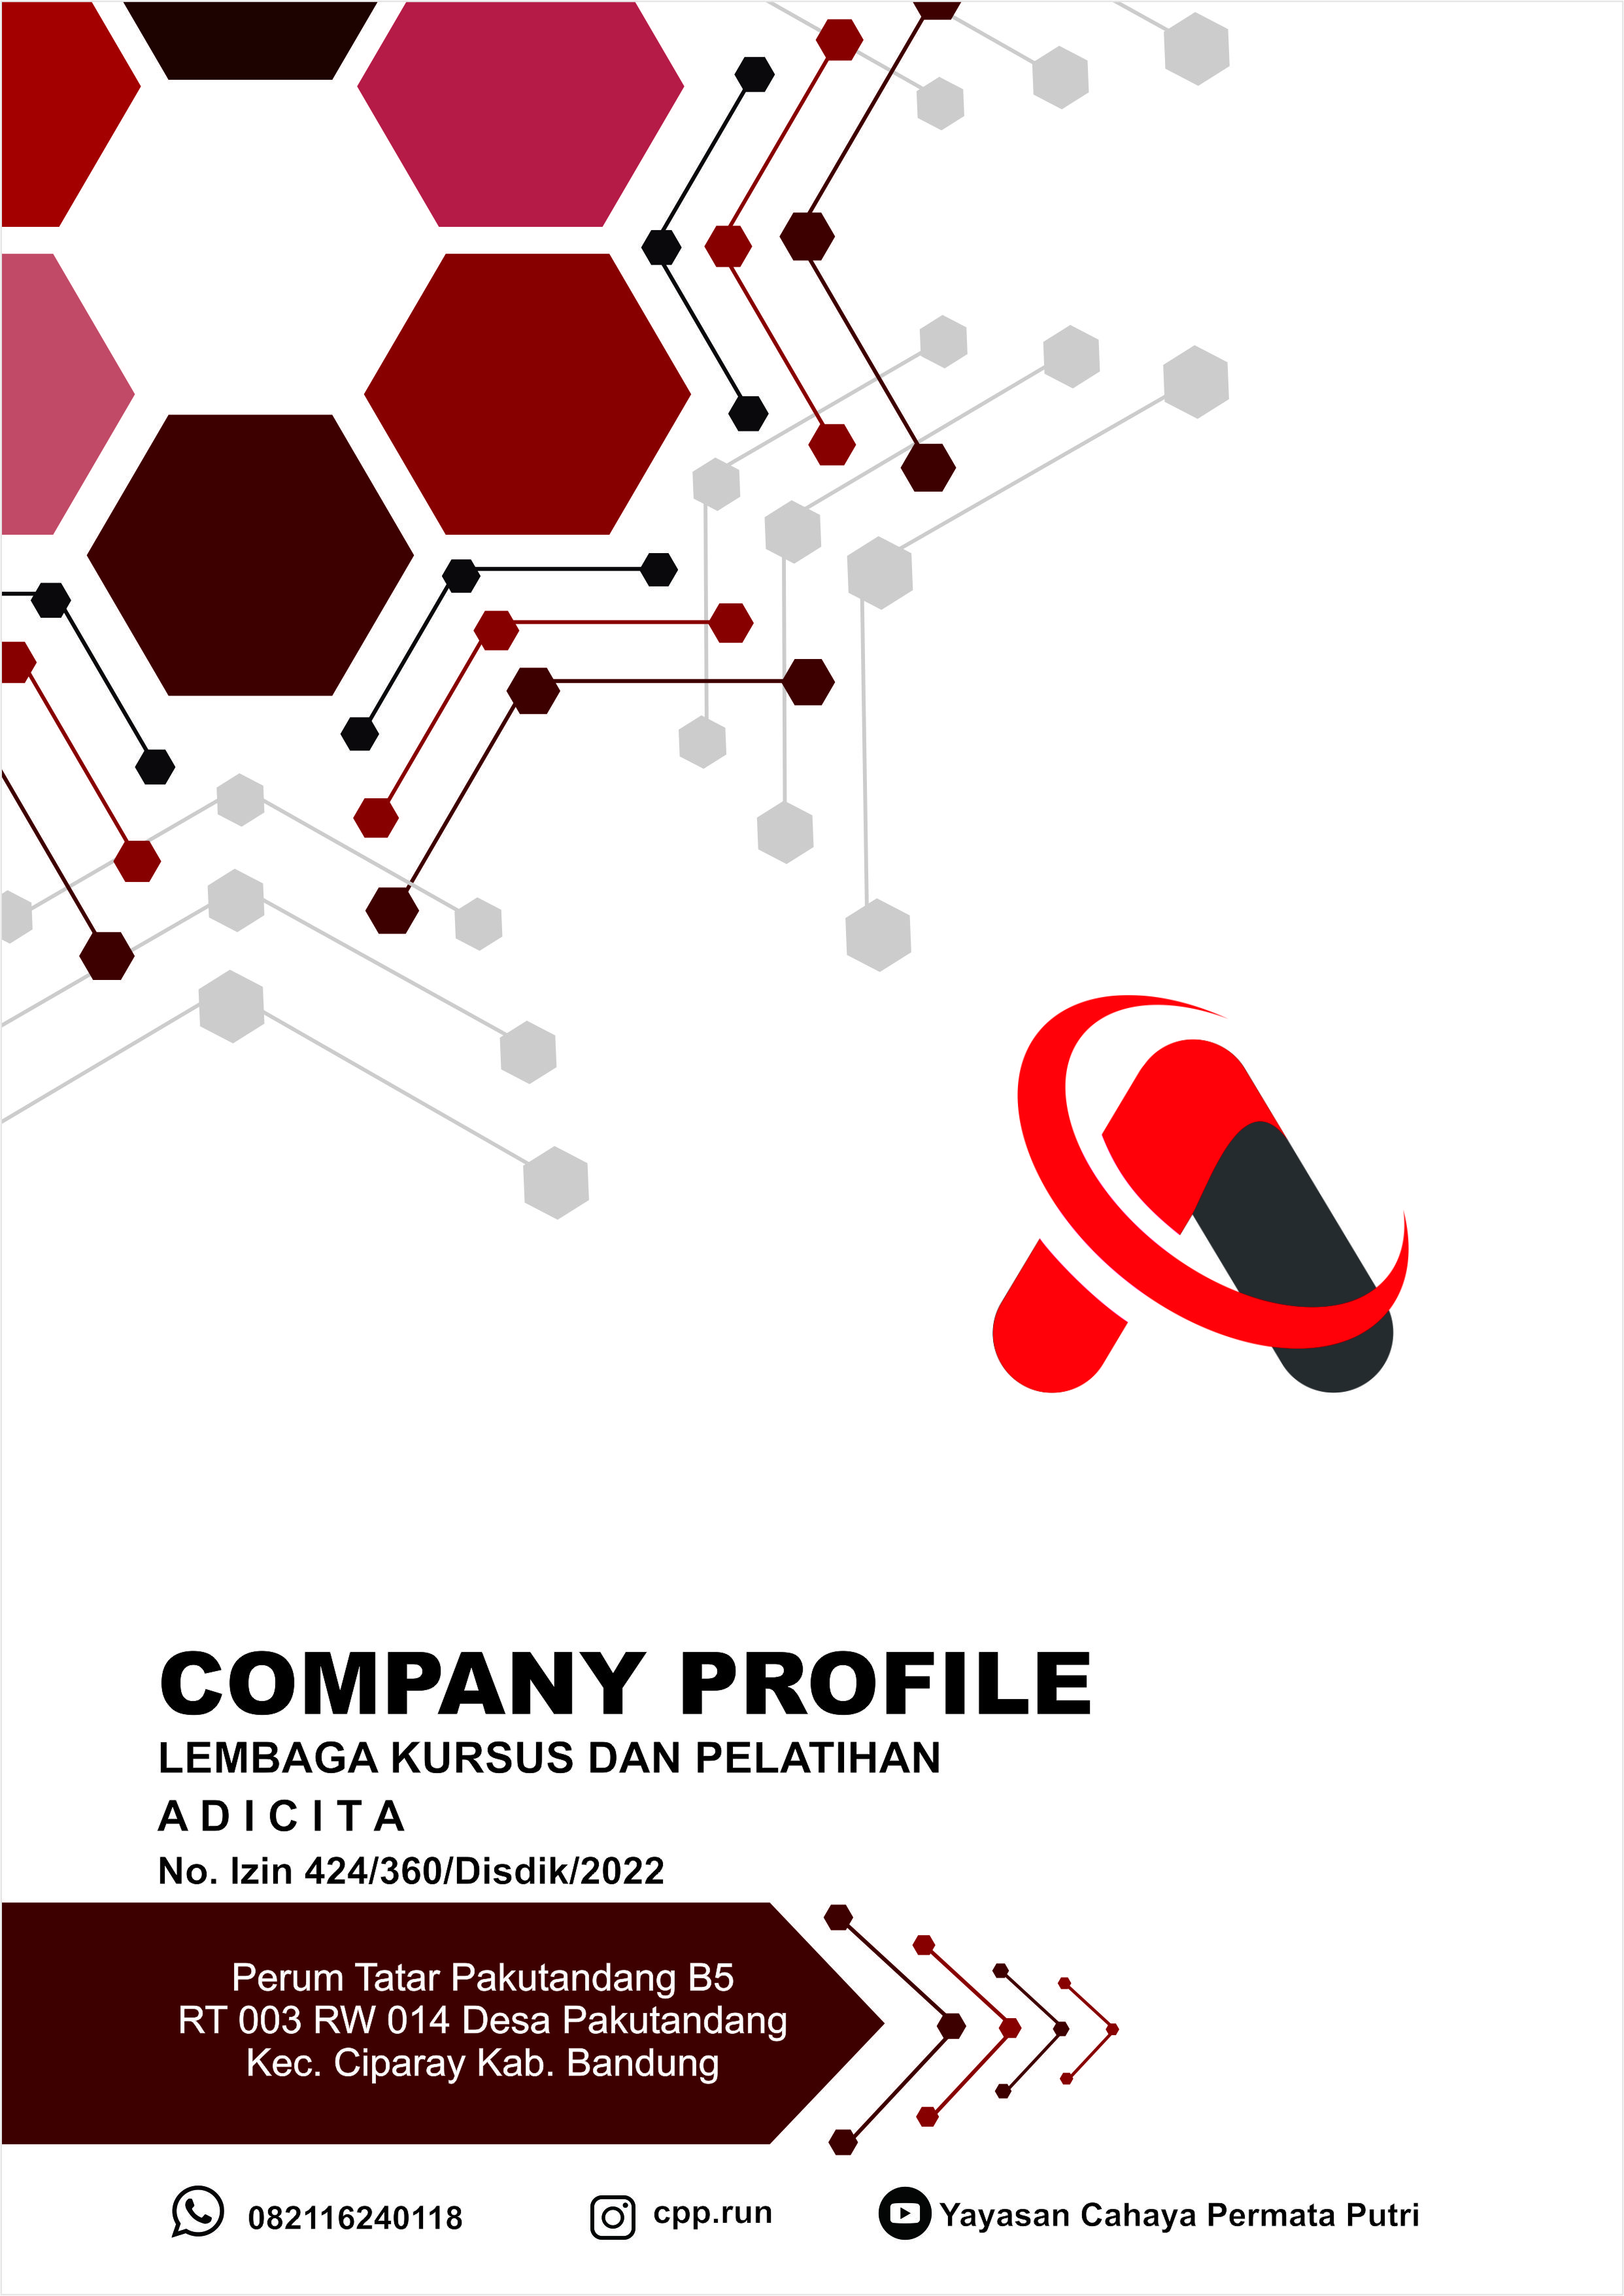 COMPANY PROFILE
LEMBAGA KURSUS DAN PELATIHAN
ADICITA
No. Izin 424/360/Disdik/2022
Perum Tatar Pakutandang B5
RT 003 RW 014 Desa Pakutandang
Kec. Ciparay Kab. Bandung
082116240118
cpp.run
Yayasan Cahaya Permata Putri